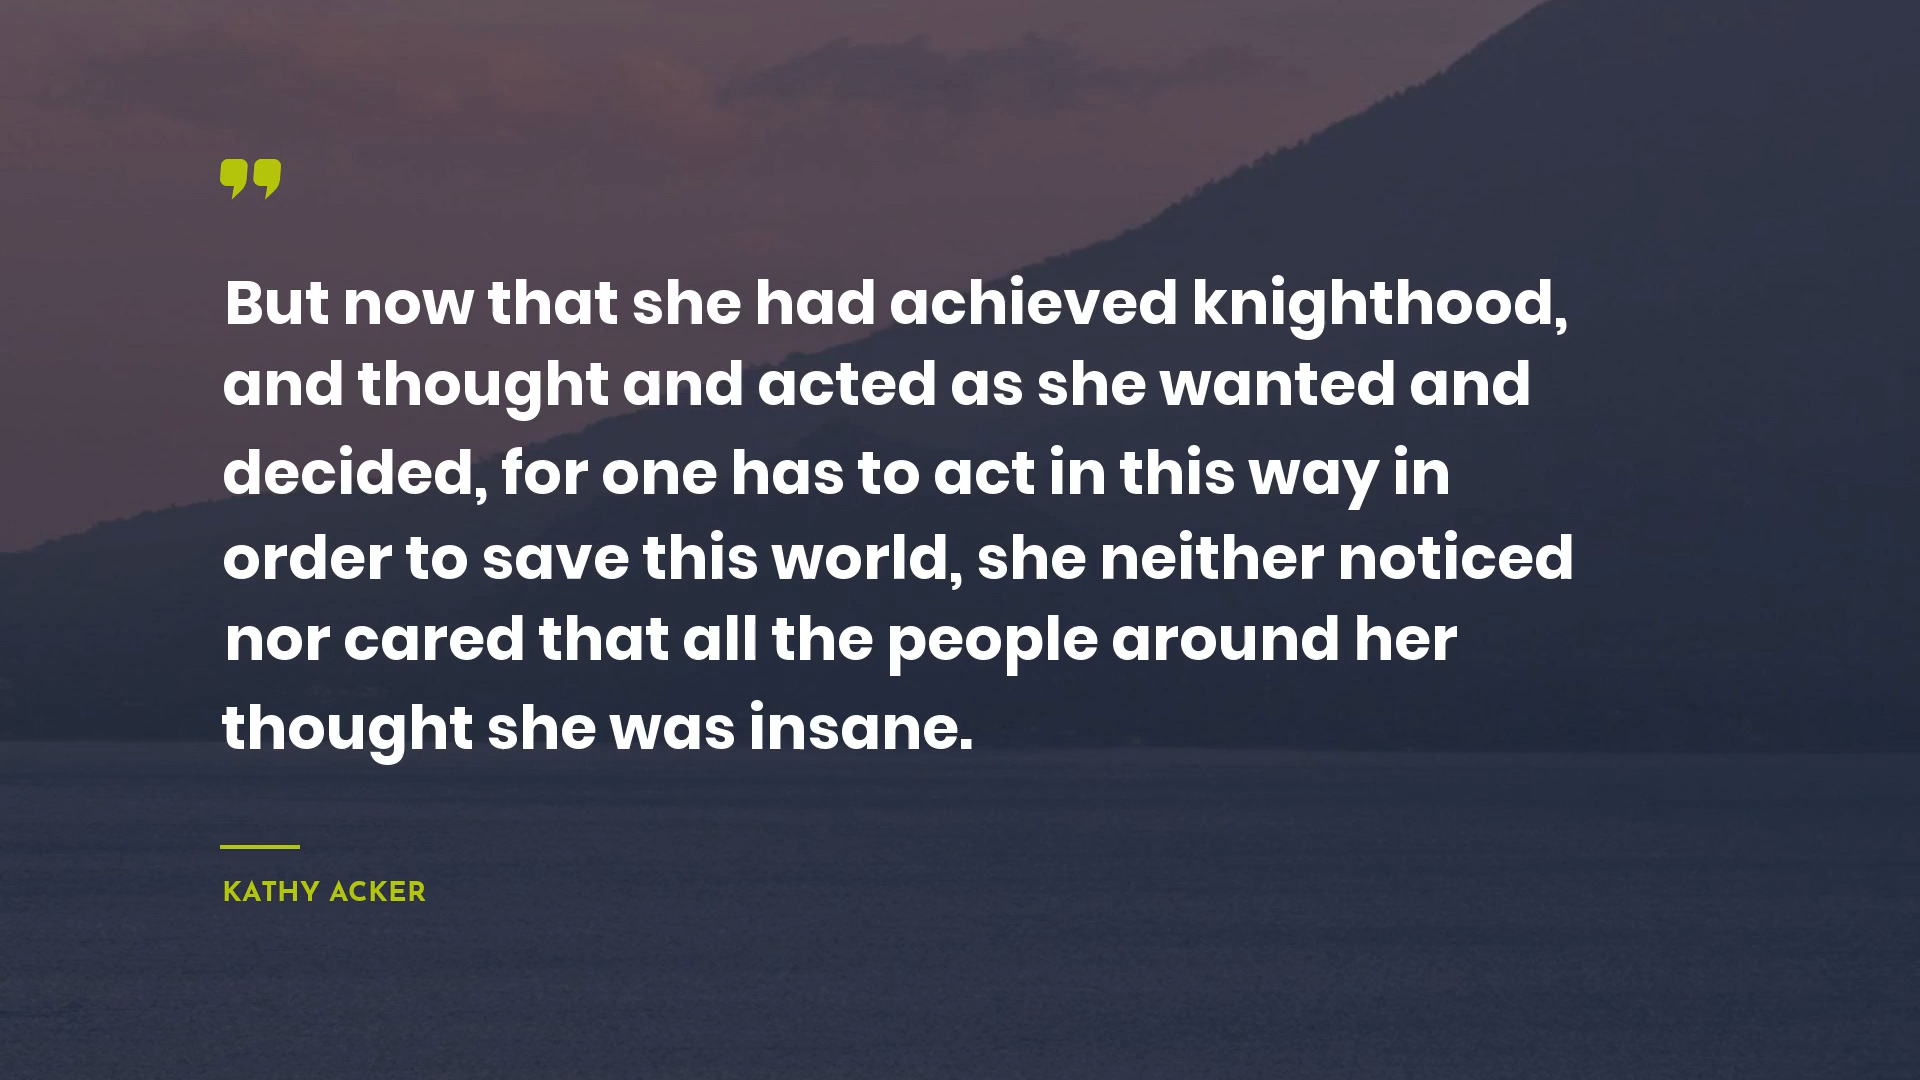 ”
But now that she had achieved knighthood,
and thought and acted as she wanted and
decided, for one has to act in this way in
order to save this world, she neither noticed
nor cared that all the people around her
thought she was insane.
KATHY ACKER